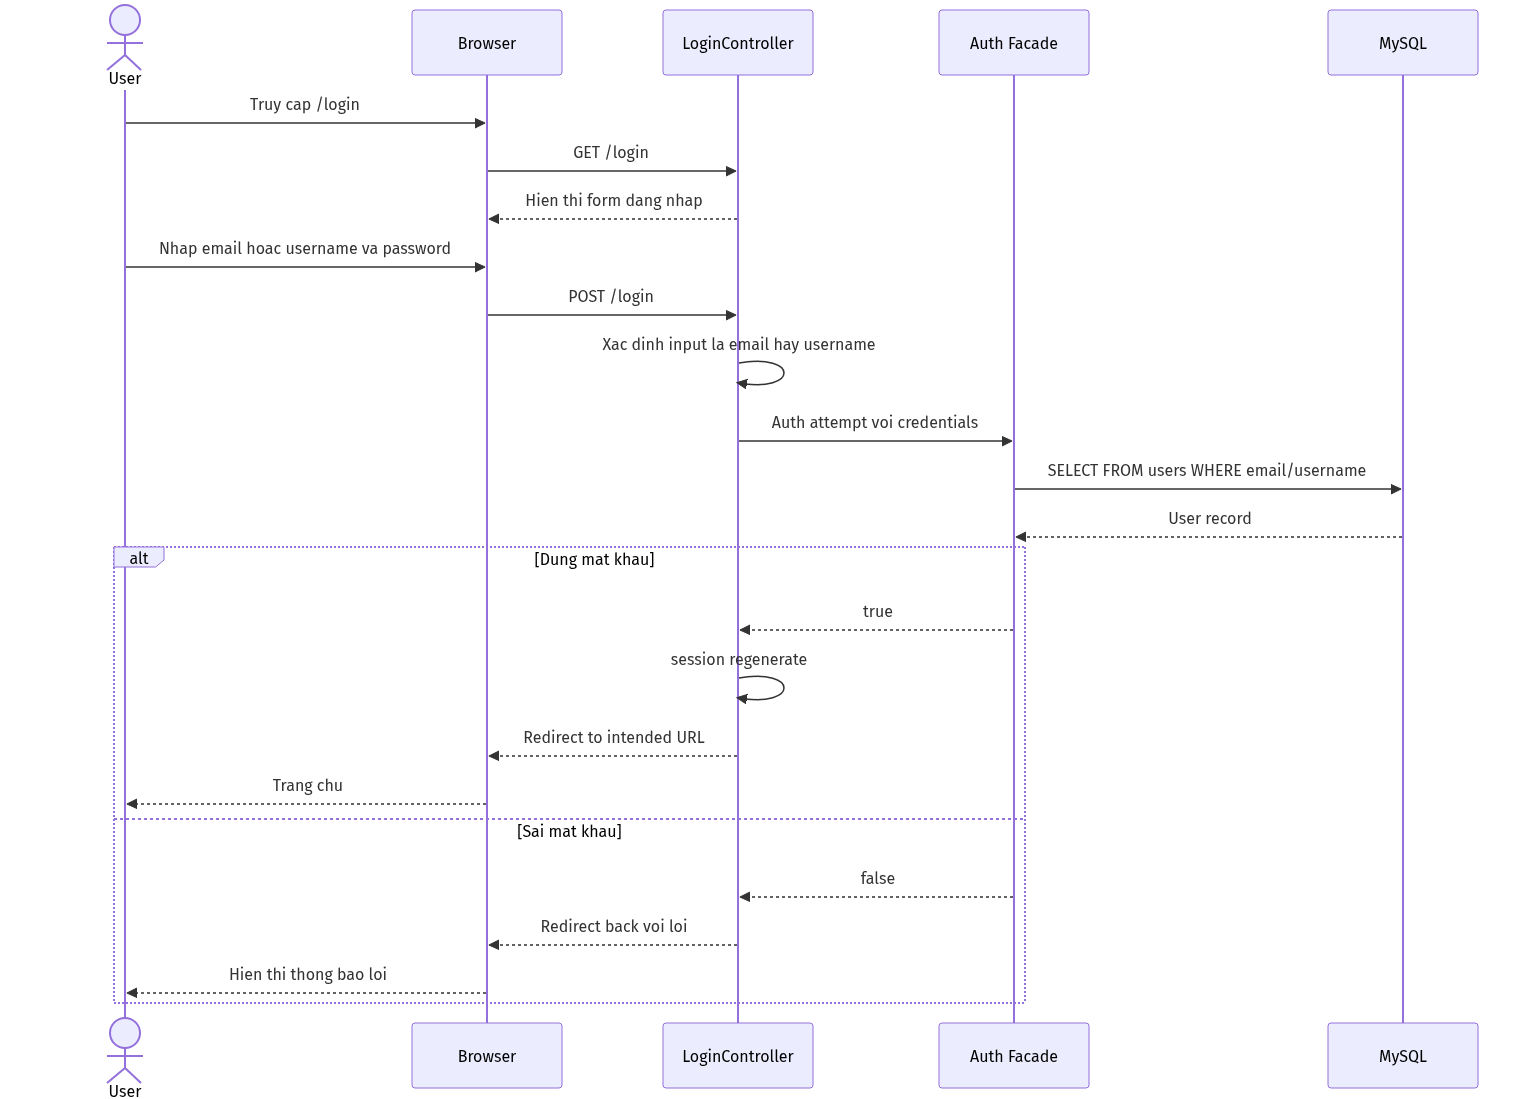 User
Browser
LoginController
Auth Facade
MySQL
Truy cap /login
GET /login
Hien thi form dang nhap
Nhap email hoac username va password
POST /login
Xac dinh input la email hay username
Auth attempt voi credentials
SELECT FROM users WHERE email/username
User record
alt
[Dung mat khau]
true
session regenerate
Redirect to intended URL
Trang chu
[Sai mat khau]
false
Redirect back voi loi
Hien thi thong bao loi
User
Browser
LoginController
Auth Facade
MySQL